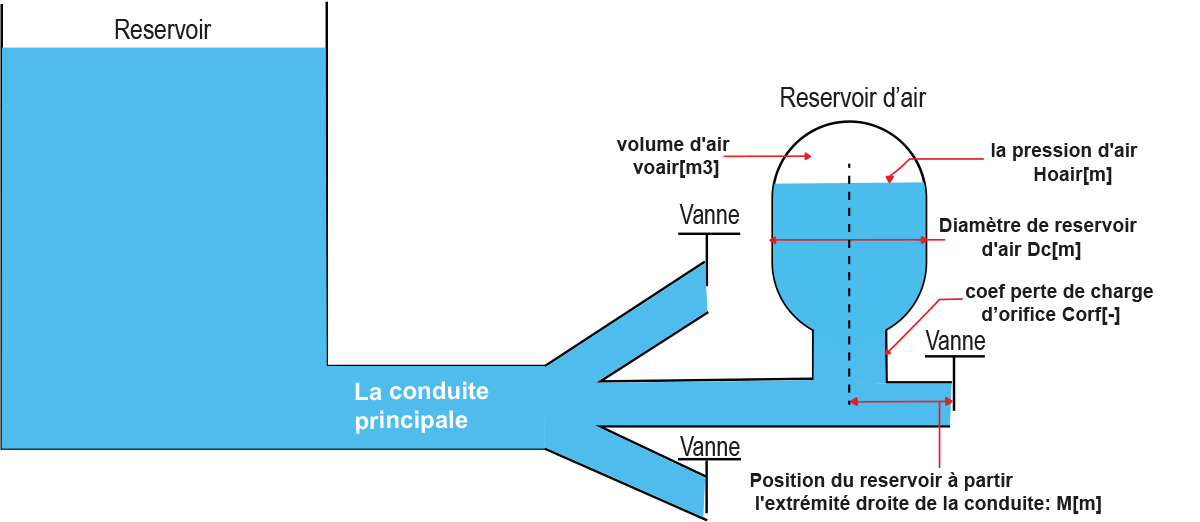 Reservoir
Reservoir d'air
volume d'air
voair[m3]
la pression d'air
Hoair[m]
Vanne
Diamètre de reservoir
d'air Dc[m]
coef perte de charge
d'orifice Corf[-]
Vanne
La conduite
principale
Vanne
Position du reservoir à partir
l'extrémité droite de la conduite: M[m]